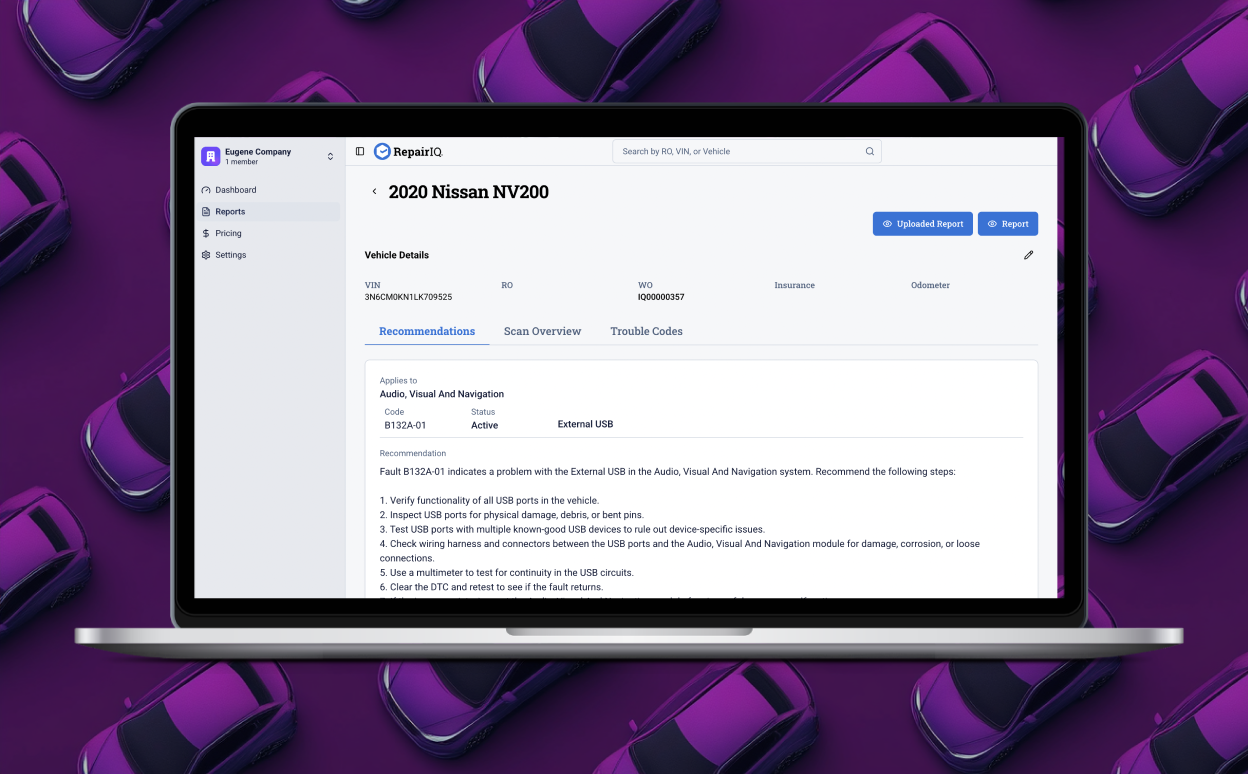 Eugene Company
1 member
RepairIQ
Search by RO, VIN, or Vehicle
Dashboard
Reports
Pricing
Settings
2020 Nissan NV200
Uploaded Report
Report
Vehicle Details
VIN
RO
WO
Insurance
Odometer
3N6CM0KN1LK709525
IQ00000357
Recommendations
Scan Overview
Trouble Codes
Applies to
Audio, Visual And Navigation
Code
Status
B132A-01
Active
External USB
Recommendation
Fault B132A-01 indicates a problem with the External USB in the Audio, Visual And Navigation system. Recommend the following steps:
1. Verify functionality of all USB ports in the vehicle.
2. Inspect USB ports for physical damage, debris, or bent pins.
3. Test USB ports with multiple known-good USB devices to rule out device-specific issues.
4. Check wiring harness and connectors between the USB ports and the Audio, Visual And Navigation module for damage, corrosion, or loose
connections.
5. Use a multimeter to test for continuity in the USB circuits.
6. Clear the DTC and retest to see if the fault returns.